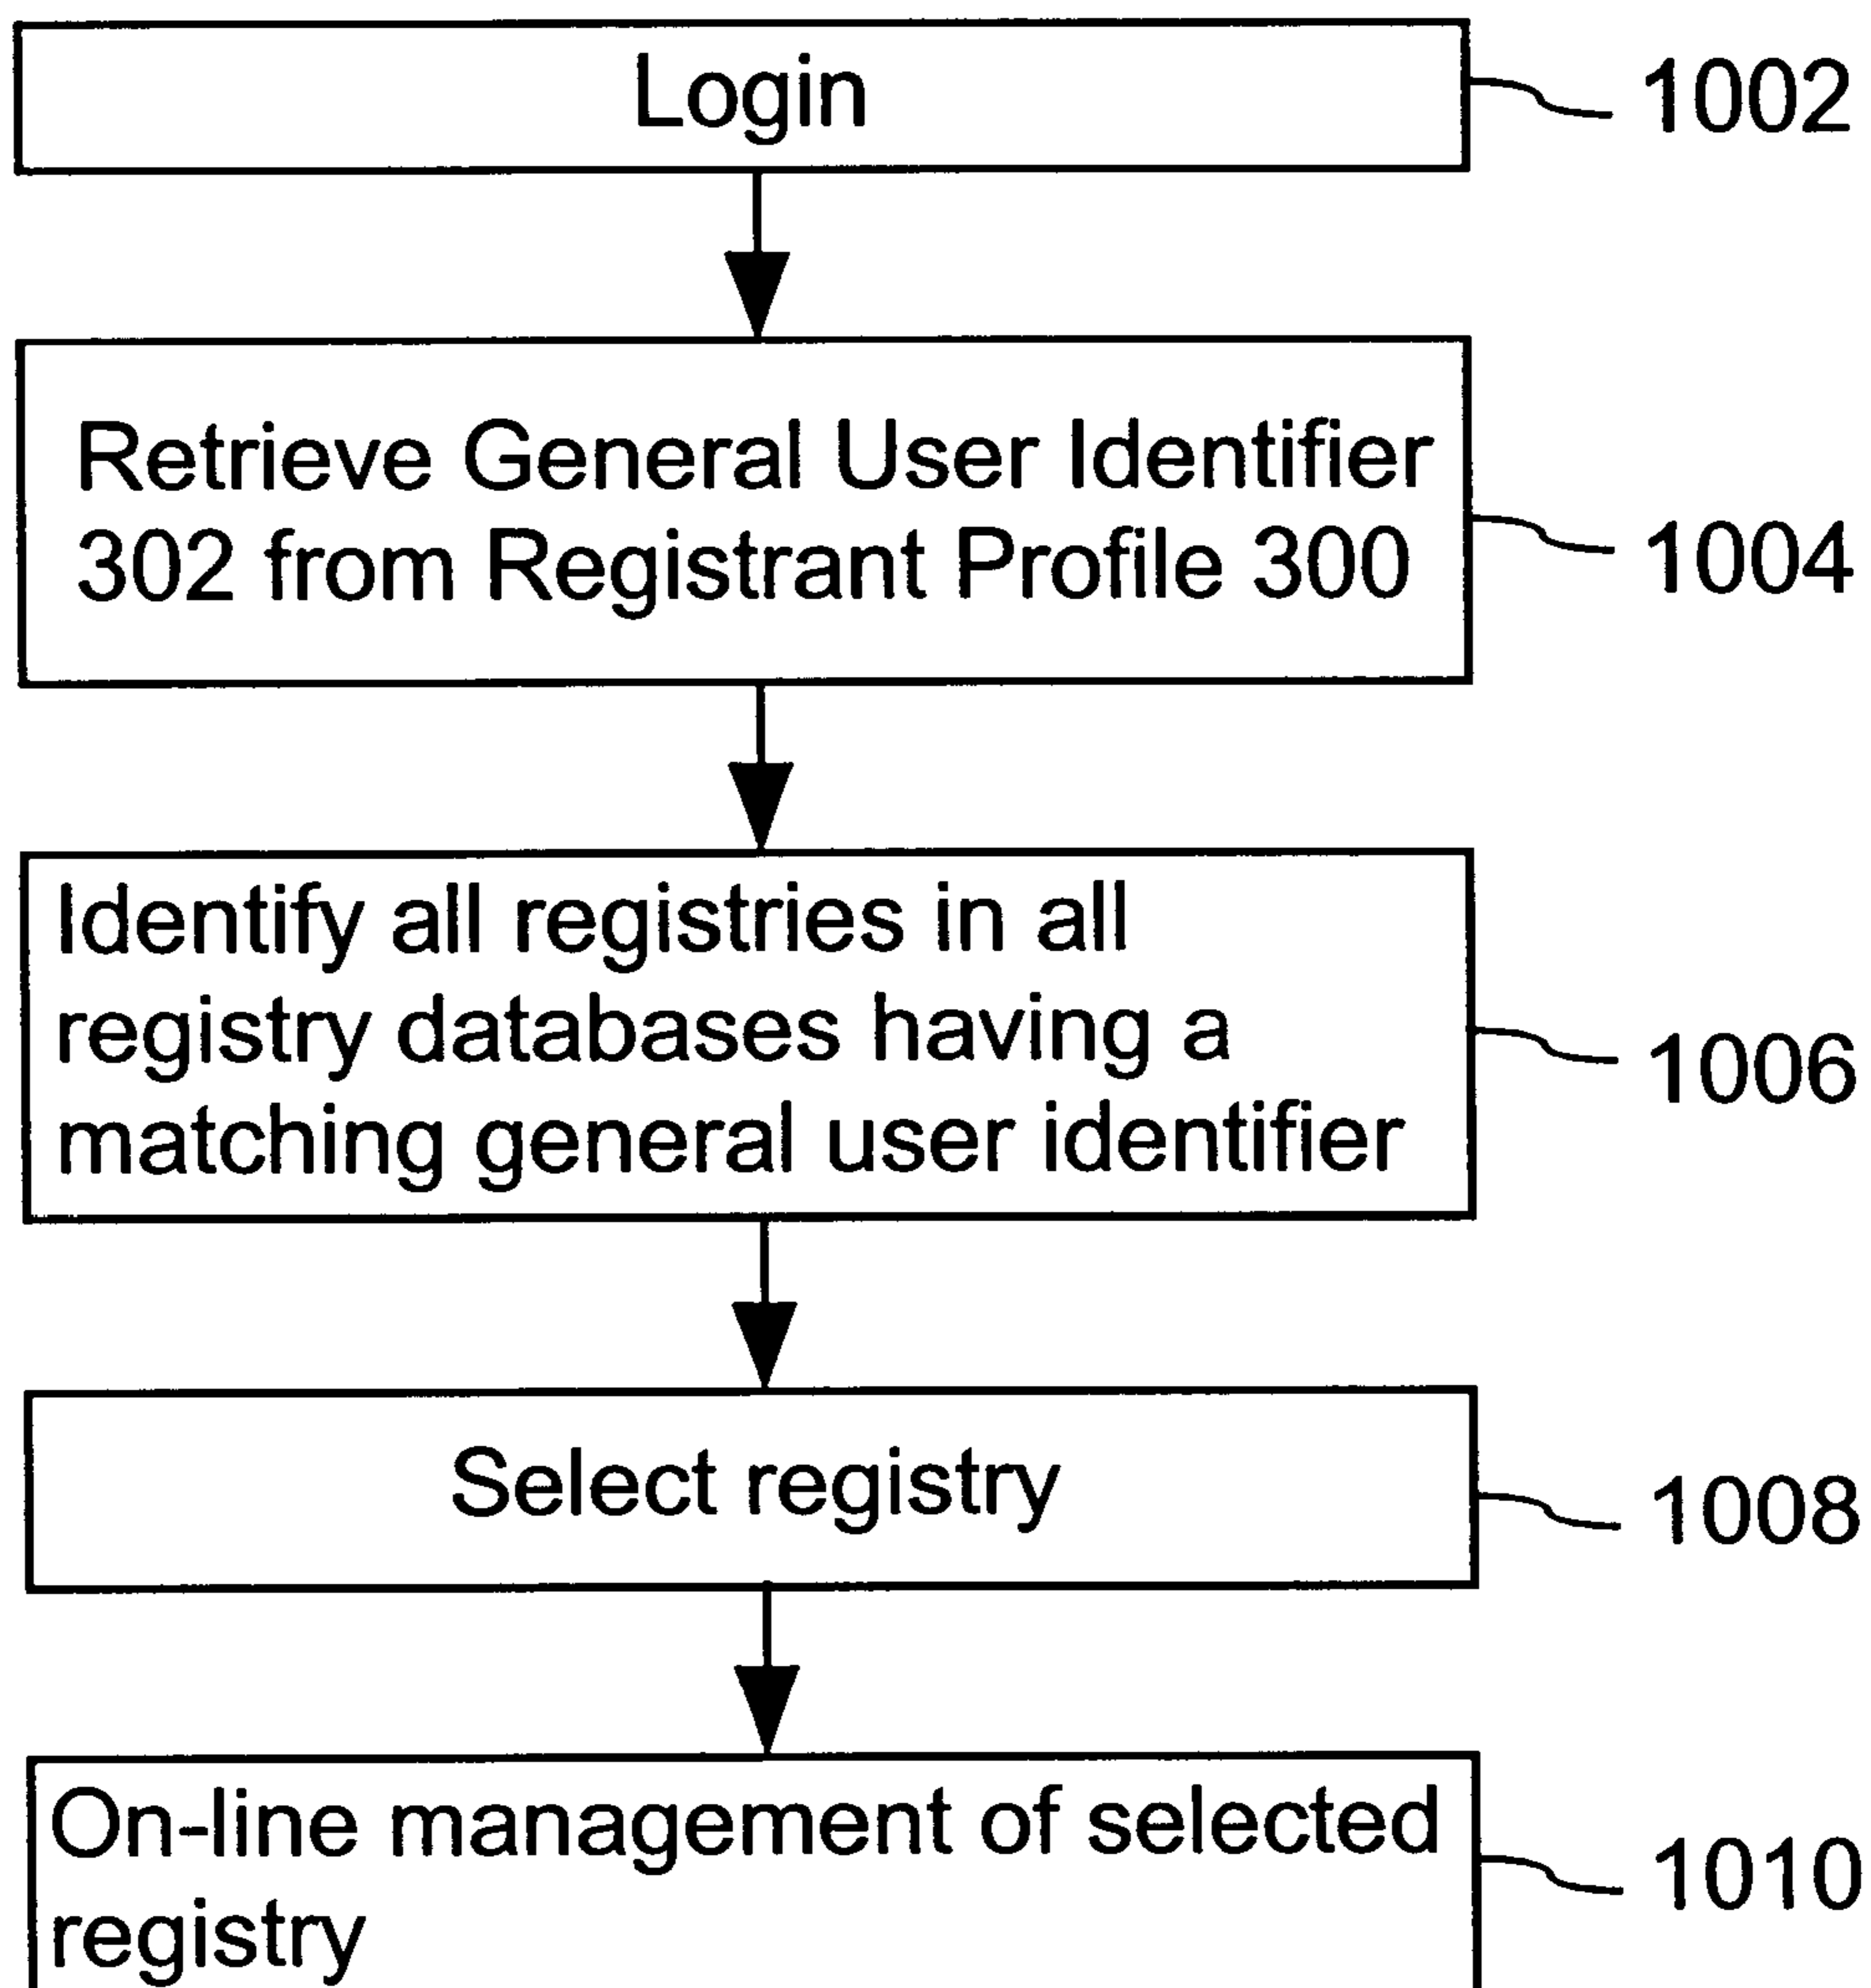 Login
1002
Retrieve General User Identifier
302 from Registrant Profile 300
1004
Identify all registries in all
registry databases having a
matching general user identifier
1006
Select registry
1008
On-line management of selected
registry
1010